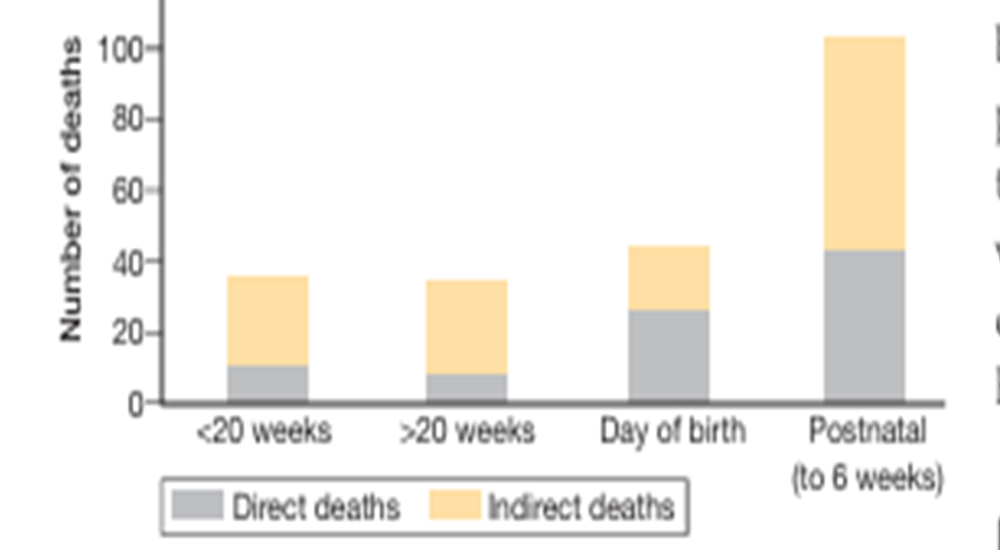 Number of deaths
100
80
60
40
20
0
<20 weeks >20 weeks Day of birth Postnatal
(to 6 weeks)
Direct deaths Indirect deaths